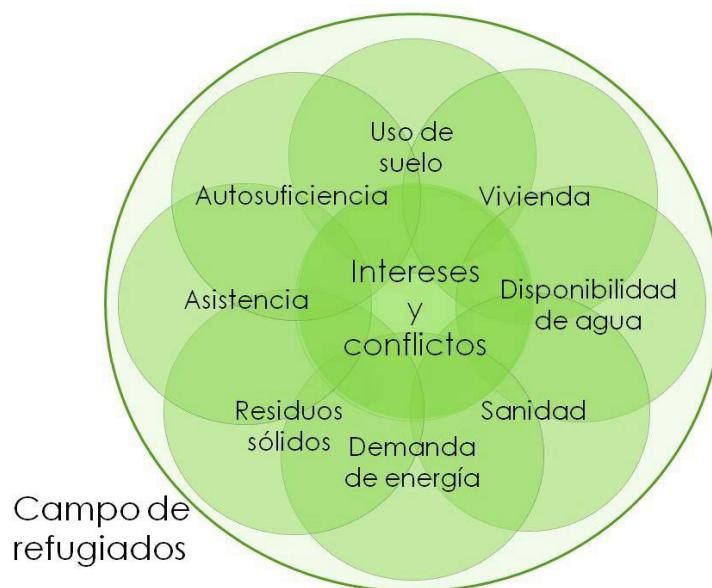 Uso de
suelo
Autosuficiencia
Vivienda
Intereses
y
conflictos
Asistencia
Disponibilidad
de agua
Residuos
sólidos
Sanidad
Demanda
de energía
Campo de
refugiados